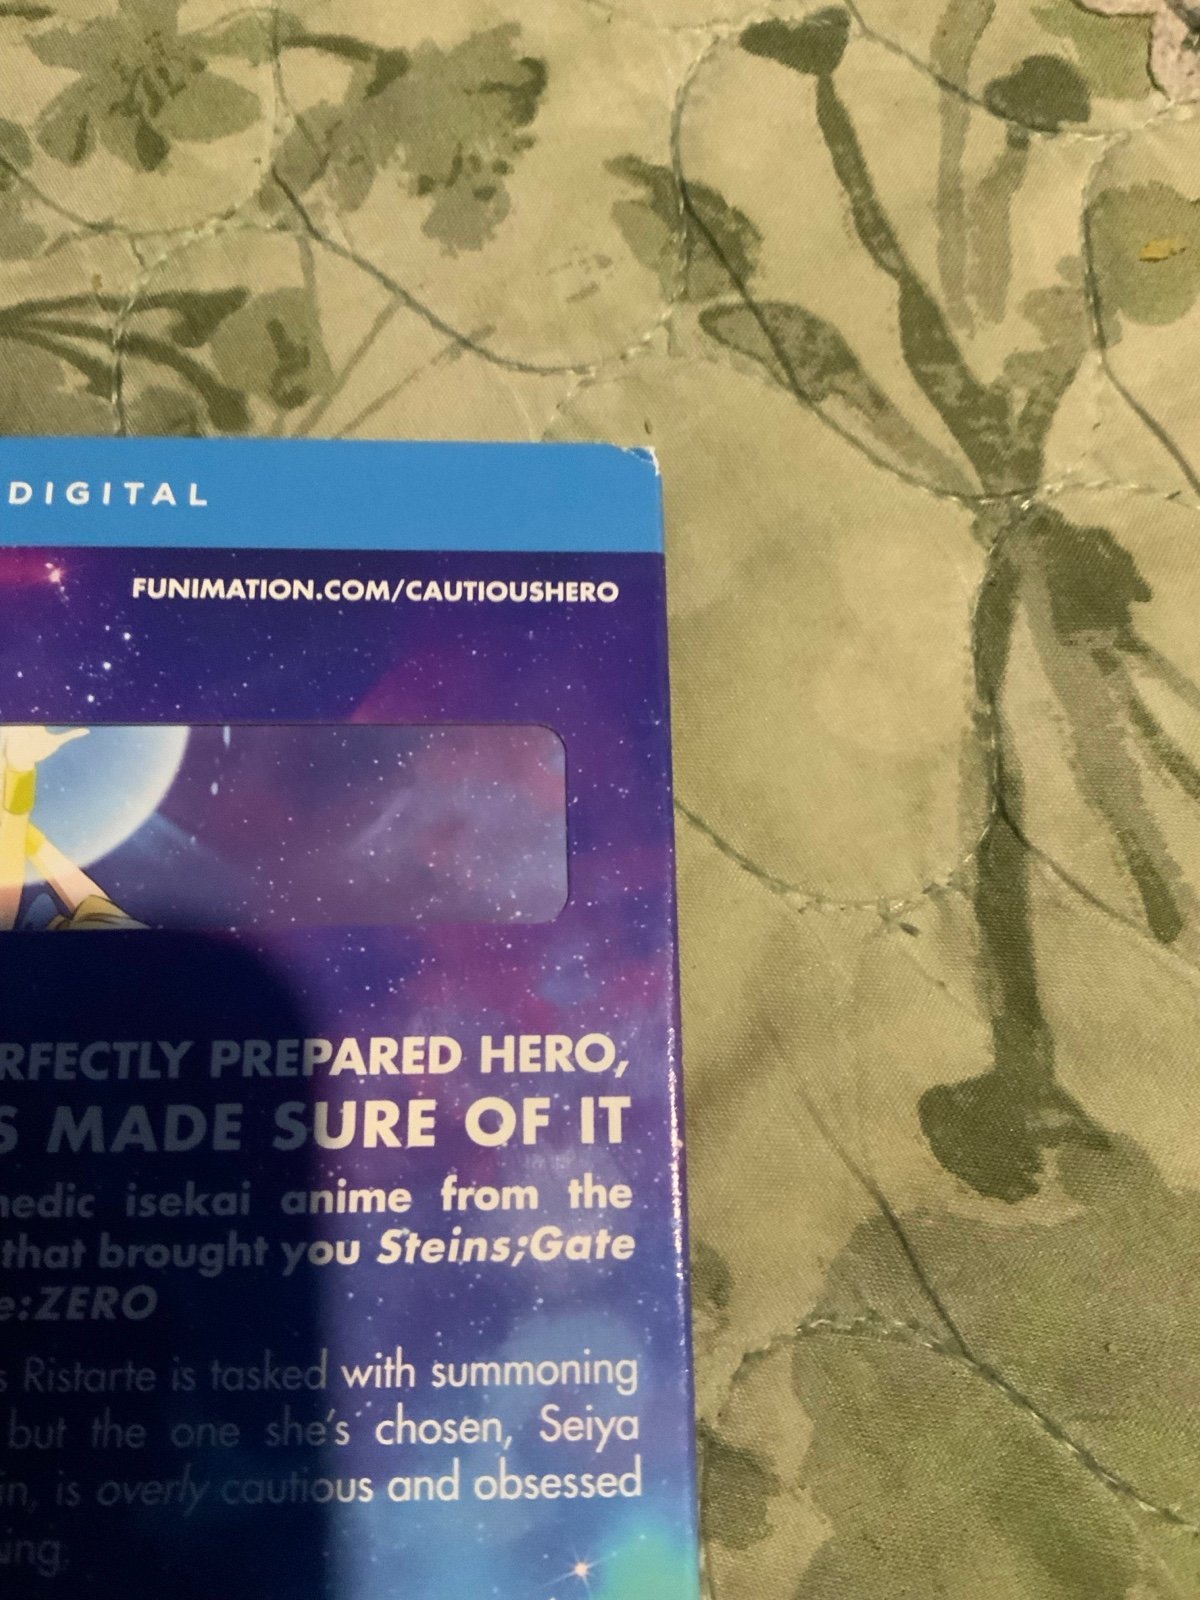 DIGITAL
FUNIMATION.COM/CAUTIOUSHERO
RFECTLY PREPARED HERO,
S MADE SURE OF IT
medic isekai anime from the
that brought you Steins;Gate
e:ZERO
s Ristarte is tasked with summoning
but the one she's chosen, Seiya
in, is overly cautious and obsessed
ing.